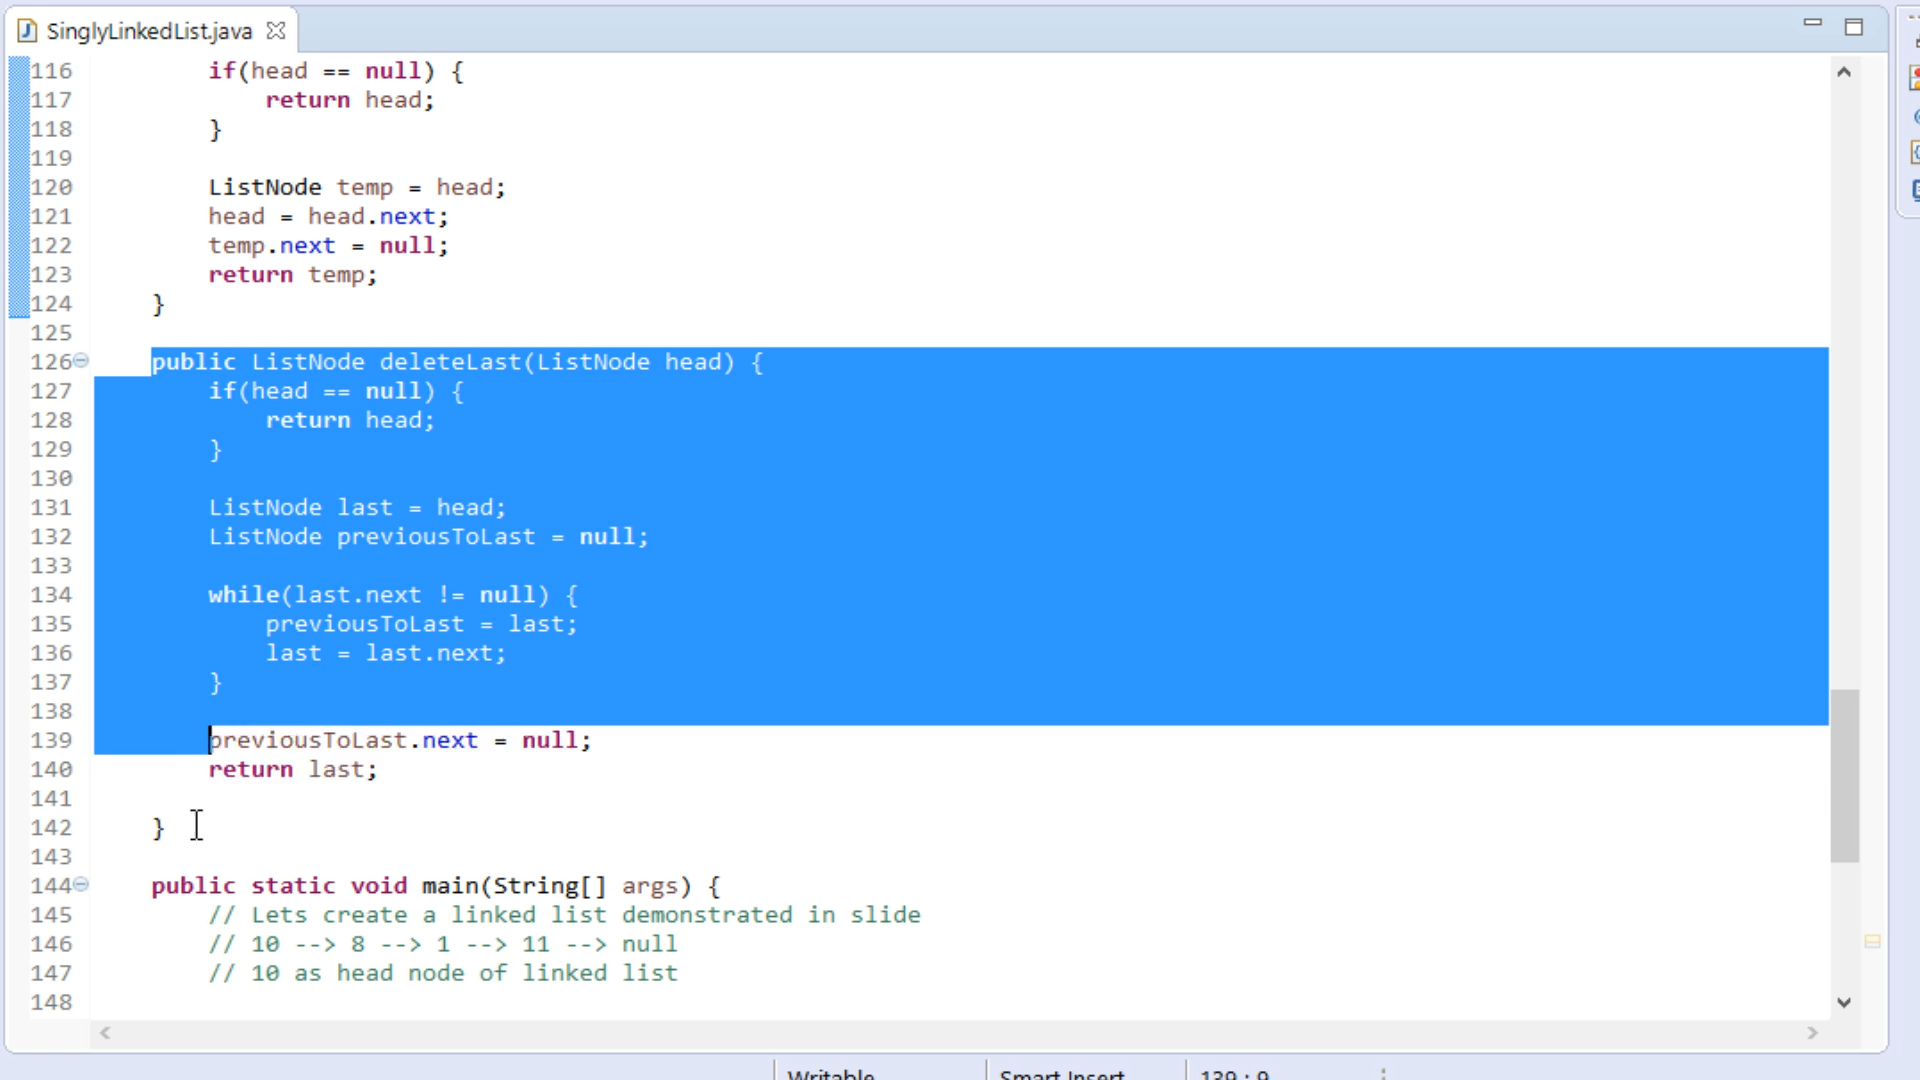 SinglyLinkedList.java
116 if(head == null) {
117 return head;
118 }
119
120 ListNode temp = head;
121 head = head.next;
122 temp.next = null;
123 return temp;
124 }
125
126 public ListNode deleteLast(ListNode head) {
127 if(head == null) {
128 return head;
129 }
130
131 ListNode last = head;
132 ListNode previousToLast = null;
133
134 while(last.next != null) {
135 previousToLast = last;
136 last = last.next;
137 }
138
139 previousToLast.next = null;
140 return last;
141
142 }
143
144 public static void main(String[] args) {
145 // Lets create a linked list demonstrated in slide
146 // 10 --> 8 --> 1 --> 11 --> null
147 // 10 as head node of linked list
148
Writable Smart Insert 139 : 9